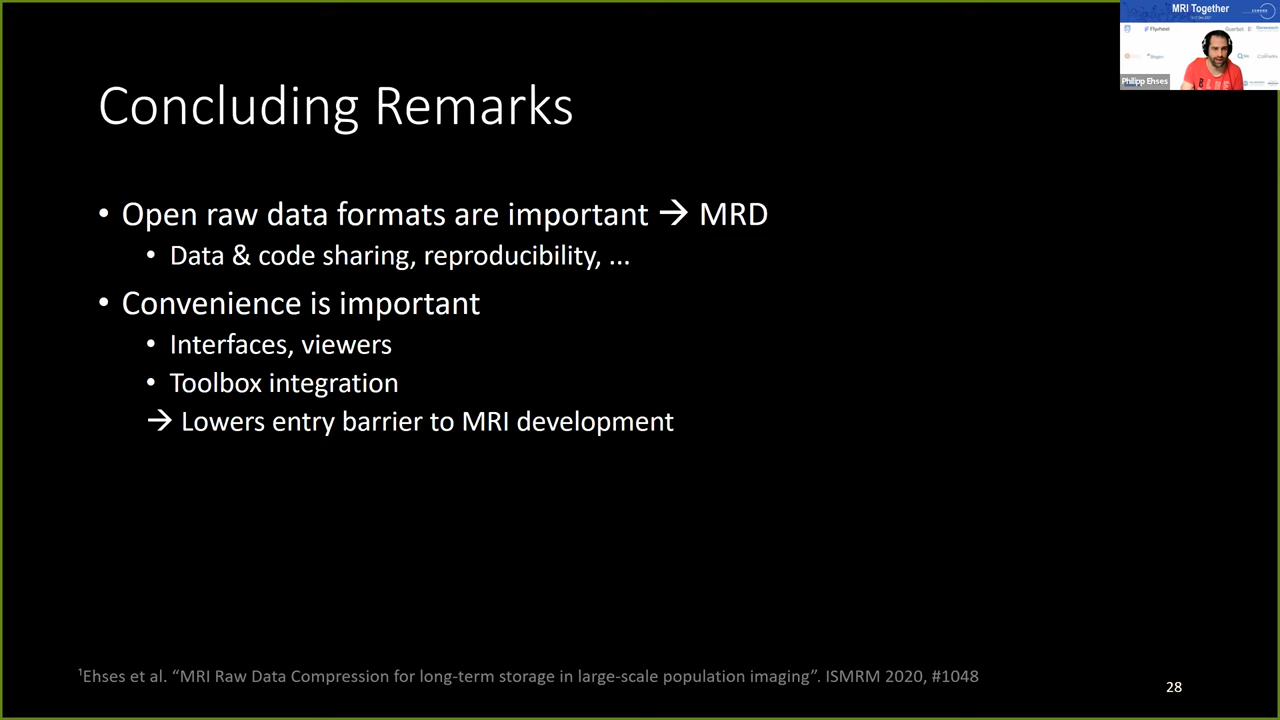 MRI Together
Flywheel
Philipp Ehses
Concluding Remarks
• Open raw data formats are important → MRD
• Data & code sharing, reproducibility, ...
• Convenience is important
• Interfaces, viewers
• Toolbox integration
→ Lowers entry barrier to MRI development
¹Ehses et al. “MRI Raw Data Compression for long-term storage in large-scale population imaging”. ISMRM 2020, #1048
28